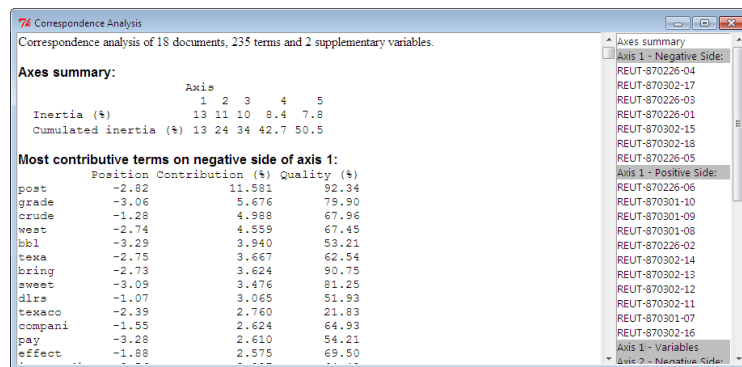 Correspondence Analysis
Correspondence analysis of 18 documents, 235 terms and 2 supplementary variables.
Axes summary:
Axis
1 2 3 4 5
Inertia (%) 13 11 10 8.4 7.8
Cumulated inertia (%) 13 24 34 42.7 50.5
Most contributive terms on negative side of axis 1:
Position Contribution (%) Quality (%)
post -2.82 11.581 92.34
grade -3.06 5.676 79.90
crude -1.28 4.988 67.96
west -2.74 4.559 67.45
bbl -3.29 3.940 53.21
texa -2.75 3.667 62.54
bring -2.73 3.624 90.75
sweet -3.09 3.476 81.25
dlrs -1.07 3.065 51.93
texaco -2.39 2.760 21.83
compani -1.55 2.624 64.93
pay -3.28 2.610 54.21
effect -1.88 2.575 69.50
Axes summary
Axis 1 - Negative Side:
REUT-870226-04
REUT-870302-17
REUT-870226-03
REUT-870226-01
REUT-870302-15
REUT-870302-18
REUT-870226-05
Axis 1 - Positive Side:
REUT-870226-06
REUT-870301-10
REUT-870301-09
REUT-870301-08
REUT-870226-02
REUT-870302-14
REUT-870302-13
REUT-870302-12
REUT-870302-11
REUT-870301-07
REUT-870302-16
Axis 1 - Variables
Axis 2 - Negative Side: